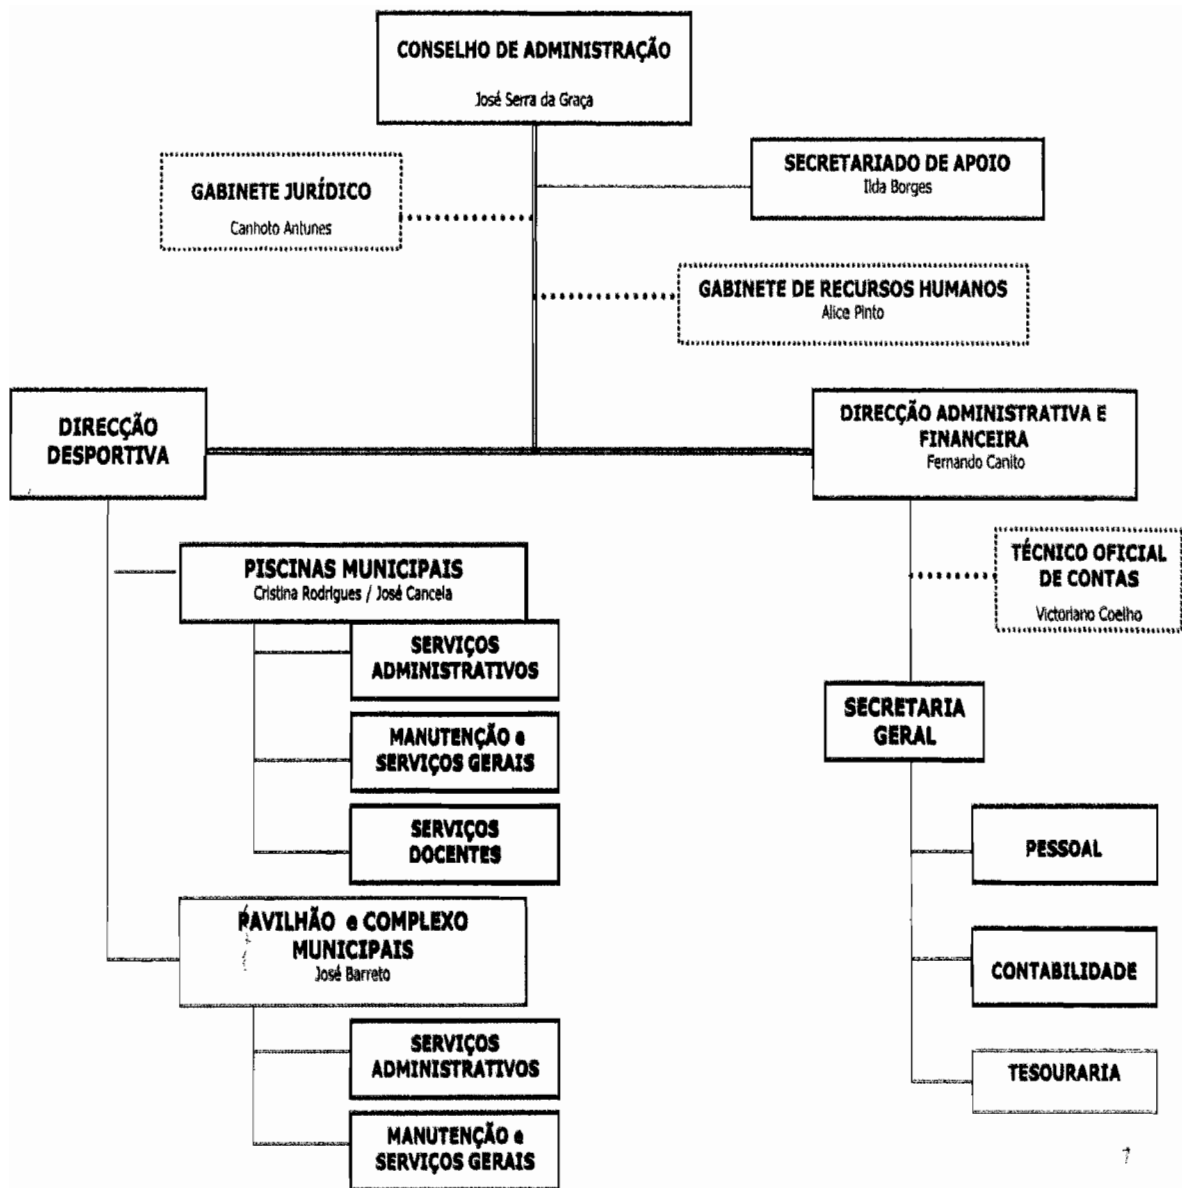 CONSELHO DE ADMINISTRAÇÃO
José Serra da Graça
SECRETARIADO DE APOIO
Ilda Borges
GABINETE JURÍDICO
Canhoto Antunes
GABINETE DE RECURSOS HUMANOS
Alice Pinto
DIRECÇÃO
DESPORTIVA
DIRECÇÃO ADMINISTRATIVA E
FINANCEIRA
Fernando Canito
PISCINAS MUNICIPAIS
Cristina Rodrigues / José Cancela
SERVIÇOS
ADMINISTRATIVOS
MANUTENÇÃO e
SERVIÇOS GERAIS
SERVIÇOS
DOCENTES
PAVILHÃO e COMPLEXO
MUNICIPAIS
José Barreto
SERVIÇOS
ADMINISTRATIVOS
MANUTENÇÃO e
SERVIÇOS GERAIS
TÉCNICO OFICIAL
DE CONTAS
Victoriano Coelho
SECRETARIA
GERAL
PESSOAL
CONTABILIDADE
TESOURARIA
7